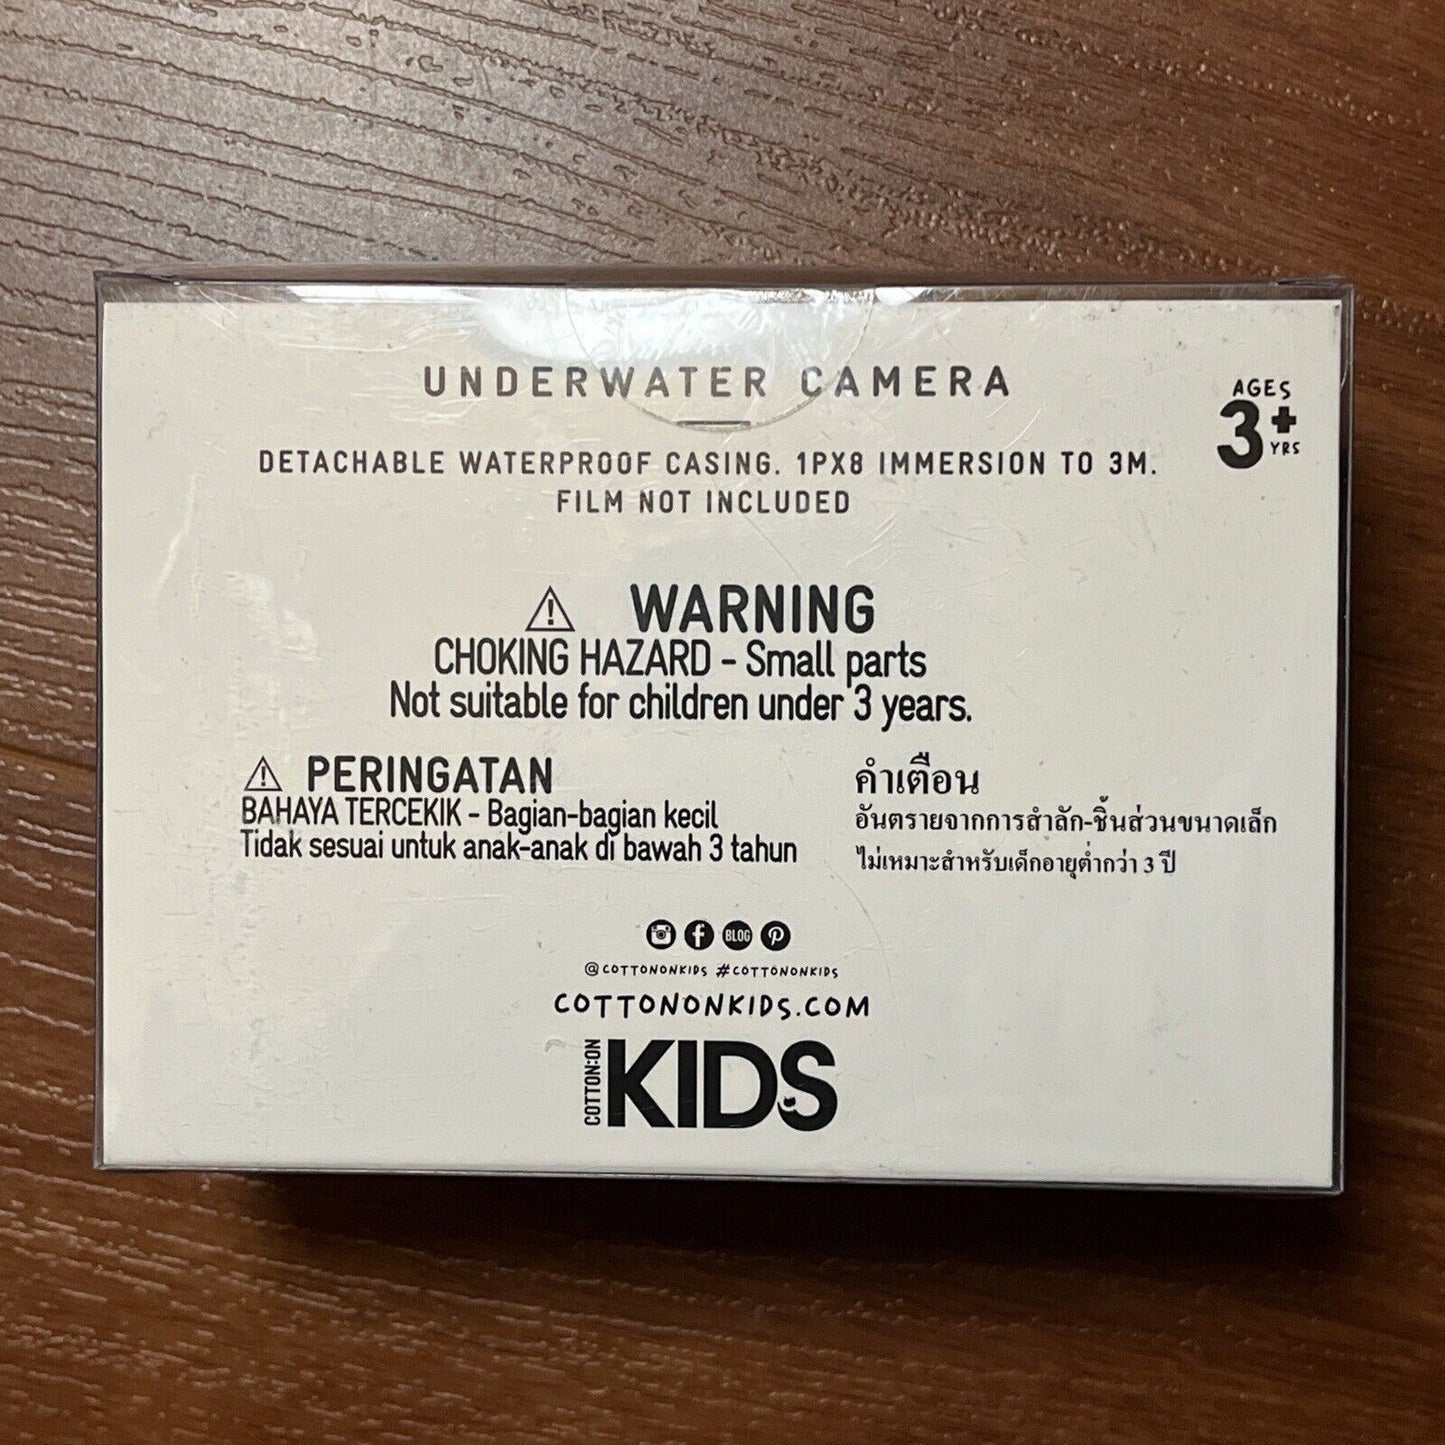 UNDERWATER CAMERA
AGES
3+
YRS
DETACHABLE WATERPROOF CASING. 1PX8 IMMERSION TO 3M.
FILM NOT INCLUDED
WARNING
CHOKING HAZARD - Small parts
Not suitable for children under 3 years.
PERINGATAN
BAHAYA TERCEKIK - Bagian-bagian kecil
Tidak sesuai untuk anak-anak di bawah 3 tahun
คำเตือน
อันตรายจากการสำลัก-ชิ้นส่วนขนาดเล็ก
ไม่เหมาะสำหรับเด็กอายุต่ำกว่า 3 ปี
BLOG
@COTTONONKIDS #COTTONONKIDS
COTTONONKIDS.COM
COTTON:ON KIDS